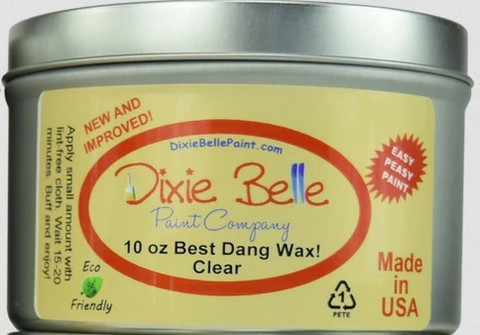 NEW AND
IMPROVED!
Apply small amount with
lint-free cloth. Wait 15-20
minutes. Buff and enjoy!
DixieBellePaint.com
Dixie Belle
Paint Company
10 oz Best Dang Wax!
Clear
EASY
PEASY
PAINT
Eco
Friendly
1
PETE
Made
in
USA